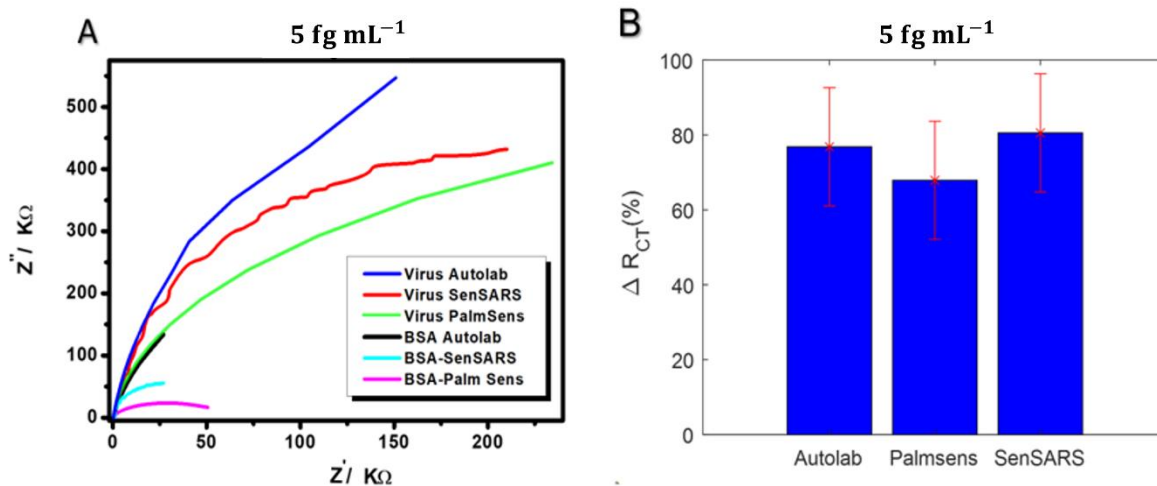 A
5 fg mL⁻¹
Z''/ KΩ
500
400
300
200
100
0
0
50
100
150
200
Z'/ KΩ
Virus Autolab
Virus SenSARS
Virus PalmSens
BSA Autolab
BSA-SenSARS
BSA-Palm Sens
B
5 fg mL⁻¹
Δ R_CT(%)
100
80
60
40
20
0
Autolab
Palmsens
SenSARS